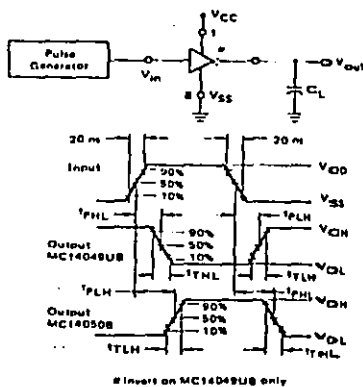 VCC
1
#
Pulse
Generator
Vin
Vout
8 VSS
CL
20 m
20 m
Input
VDD
90%
50%
10%
VSS
tPHL
tPLH
VOH
90%
50%
10%
Output
MC14049UB
VOL
tTHL
tTLH
tPLH
tPHL
VOH
90%
50%
10%
Output
MC14050B
VOL
tTLH
tTHL
# Invert on MC14049UB only